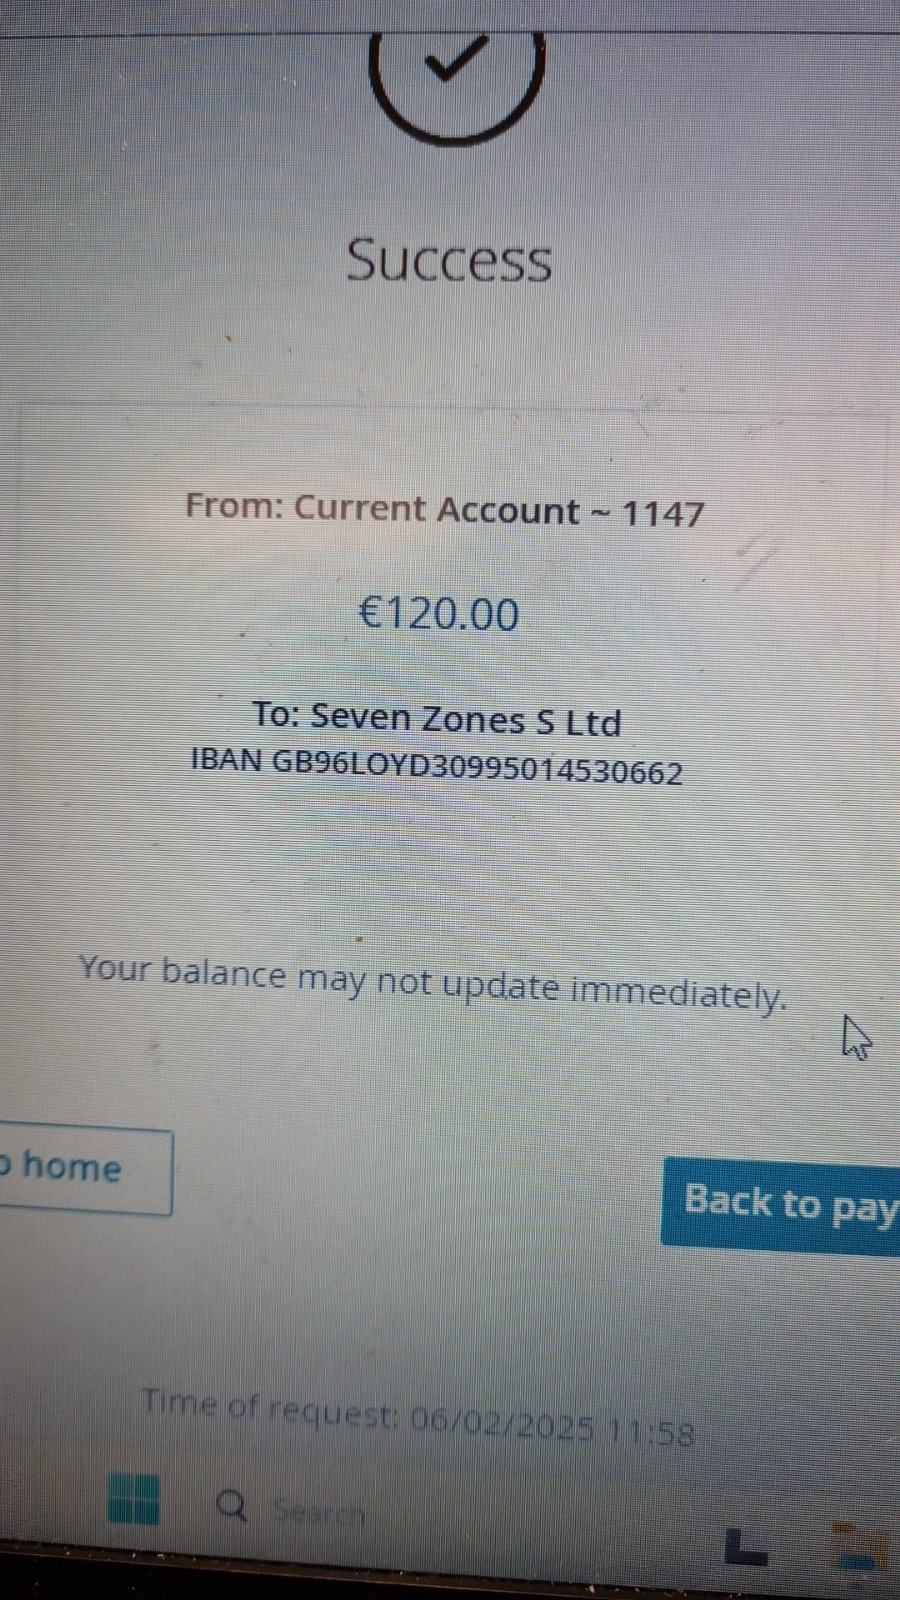 Success
From: Current Account ~ 1147
€120.00
To: Seven Zones S Ltd
IBAN GB96LOYD30995014530662
Your balance may not update immediately.
o home
Back to pay
Time of request: 06/02/2025 11:58
Search